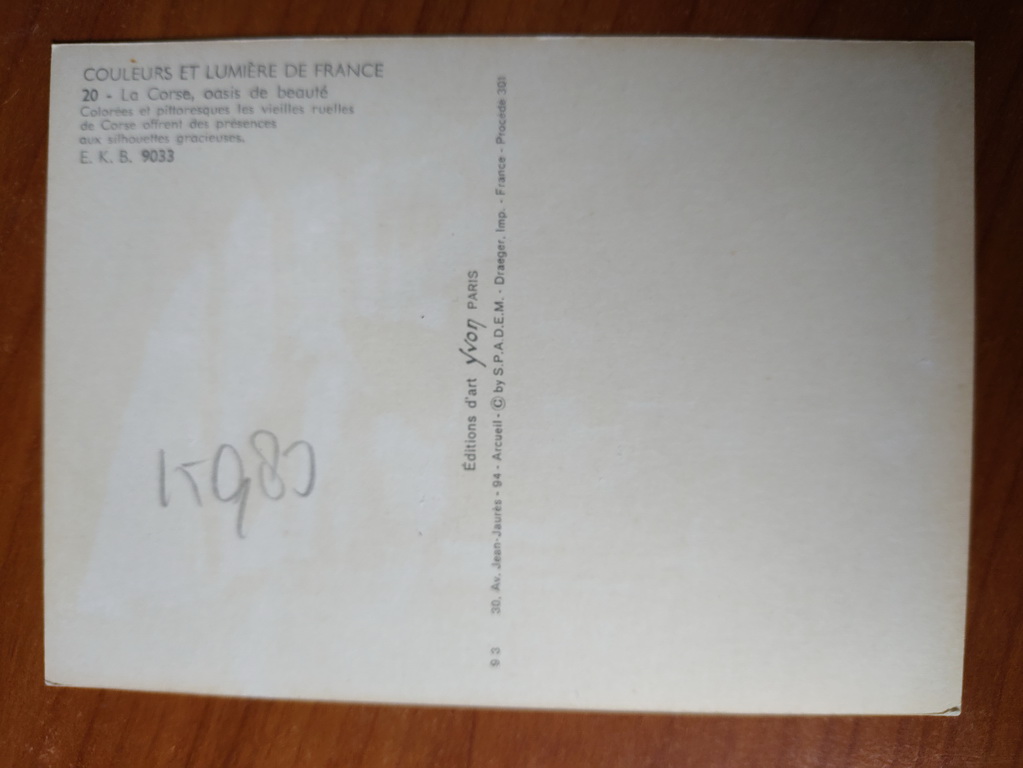 COULEURS ET LUMIÈRE DE FRANCE
20 - La Corse, oasis de beauté
Colorées et pittoresques les vieilles ruelles
de Corse offrent des présences
aux silhouettes gracieuses.
E. K. B. 9033
Éditions d'art yvon PARIS
93 30, Av. Jean-Jaurès - 94 - Arcueil - © by S.P.A.D.E.M. - Draeger, Imp. - France - Procédé 301